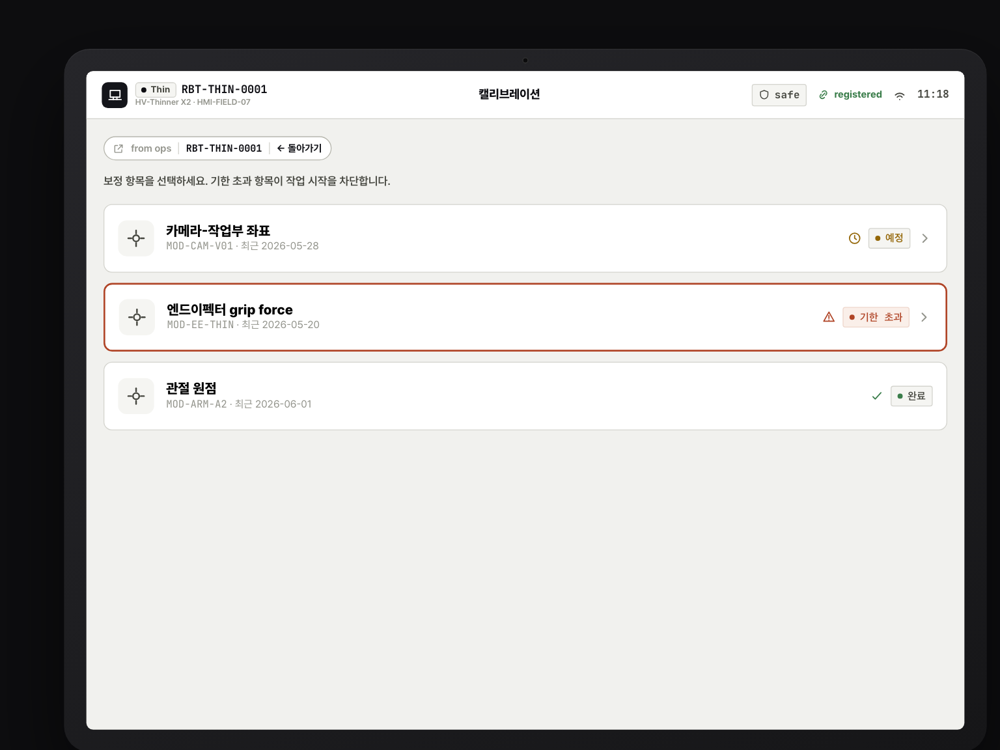 Thin RBT-THIN-0001
HV-Thinner X2 · HMI-FIELD-07
캘리브레이션
safe registered 11:18
from ops RBT-THIN-0001 ← 돌아가기
보정 항목을 선택하세요. 기한 초과 항목이 작업 시작을 차단합니다.
카메라-작업부 좌표
MOD-CAM-V01 · 최근 2026-05-28
예정
엔드이펙터 grip force
MOD-EE-THIN · 최근 2026-05-20
기한 초과
관절 원점
MOD-ARM-A2 · 최근 2026-06-01
완료